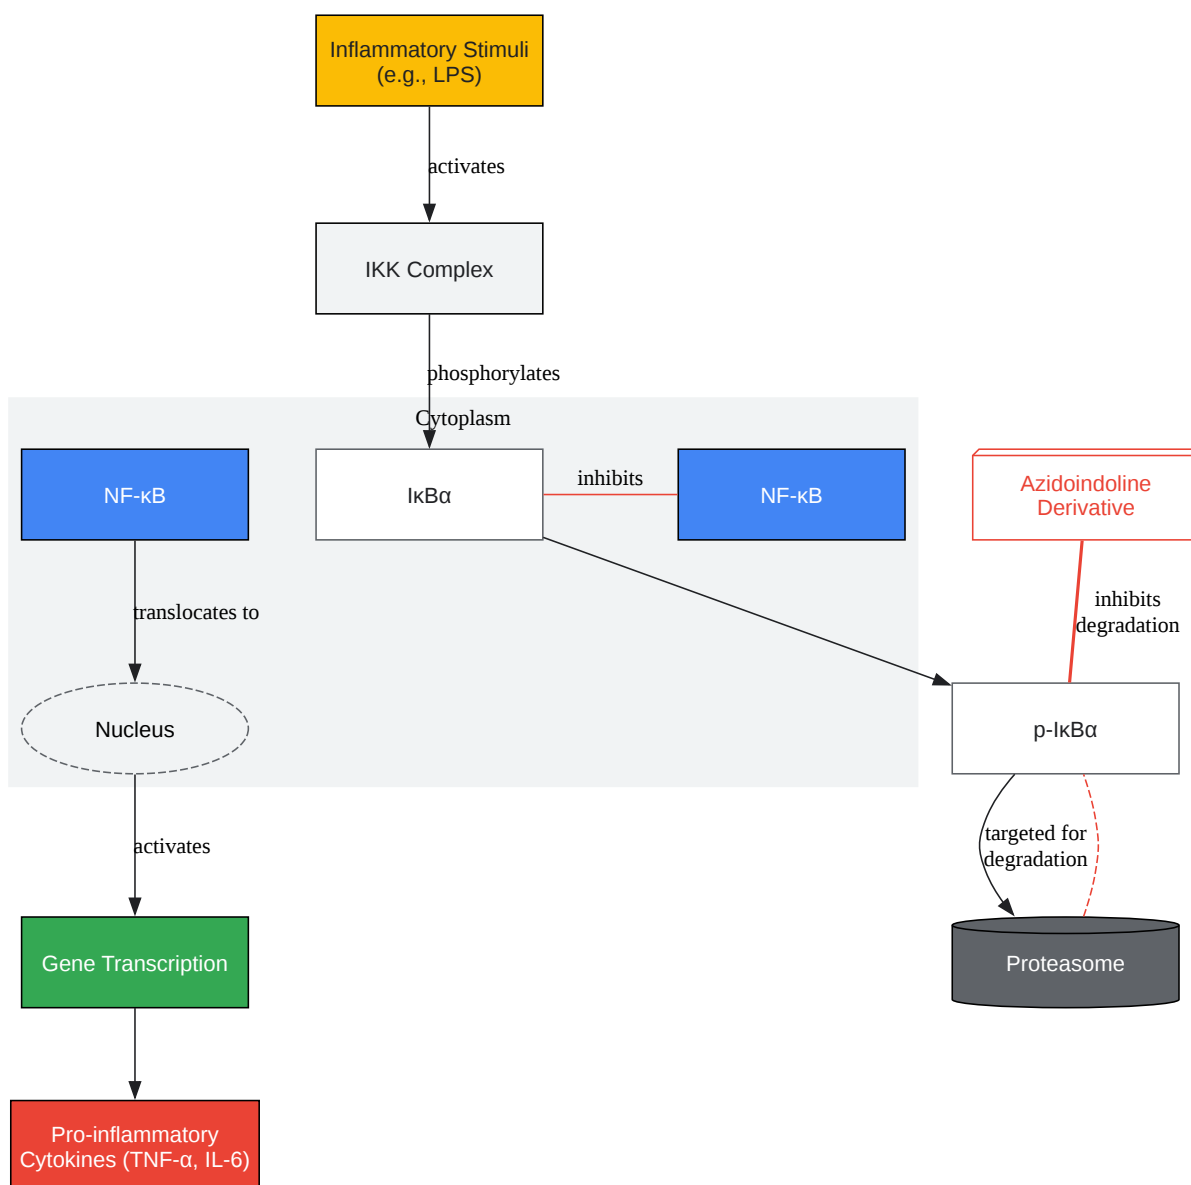 Inflammatory Stimuli
(e.g., LPS)
activates
IKK Complex
phosphorylates
Cytoplasm
NF-κB
IκBα
inhibits
NF-κB
Azidoindoline
Derivative
translocates to
inhibits
degradation
Nucleus
p-IκBα
activates
targeted for
degradation
Gene Transcription
Proteasome
Pro-inflammatory
Cytokines (TNF-α, IL-6)